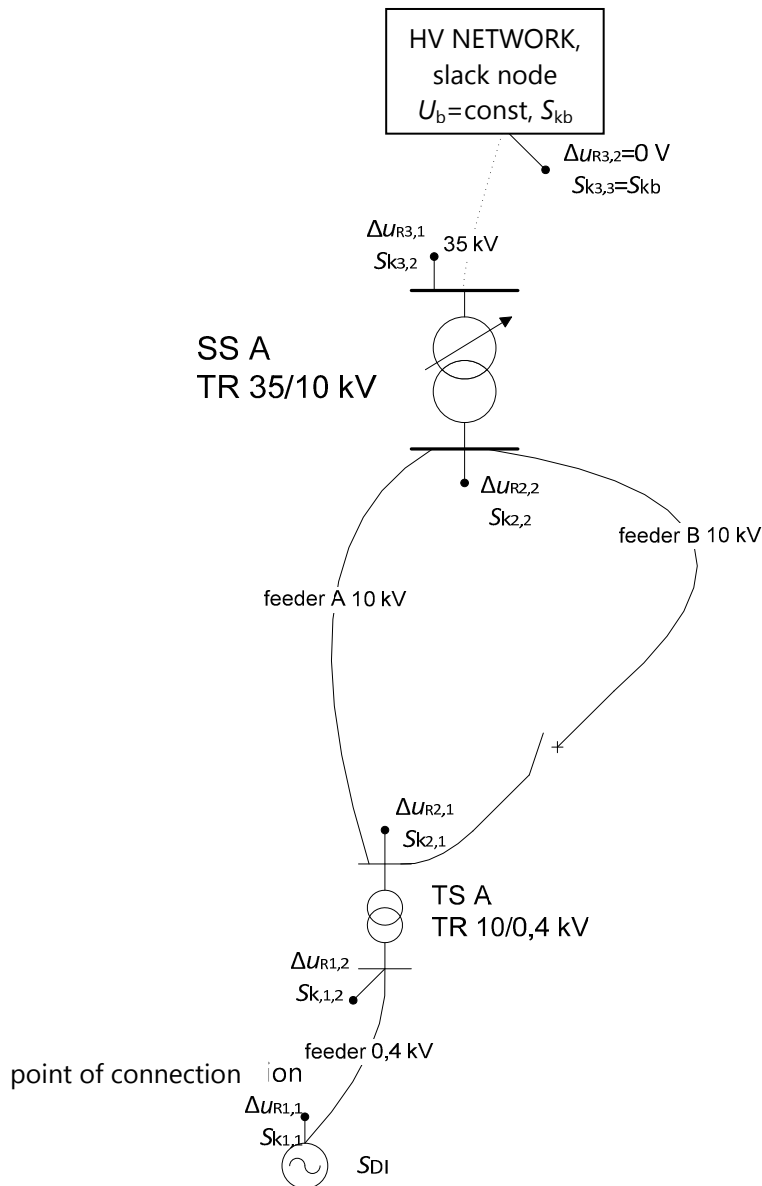 HV NETWORK,
slack node
Ub=const, Skb
ΔuR3,2=0 V
Sk3,3=Skb
ΔuR3,1
35 kV
Sk3,2
SS A
TR 35/10 kV
ΔuR2,2
Sk2,2
feeder B 10 kV
feeder A 10 kV
ΔuR2,1
Sk2,1
TS A
TR 10/0,4 kV
ΔuR1,2
Sk,1,2
feeder 0,4 kV
point of connection ion
ΔuR1,1
Sk1,1
SDI